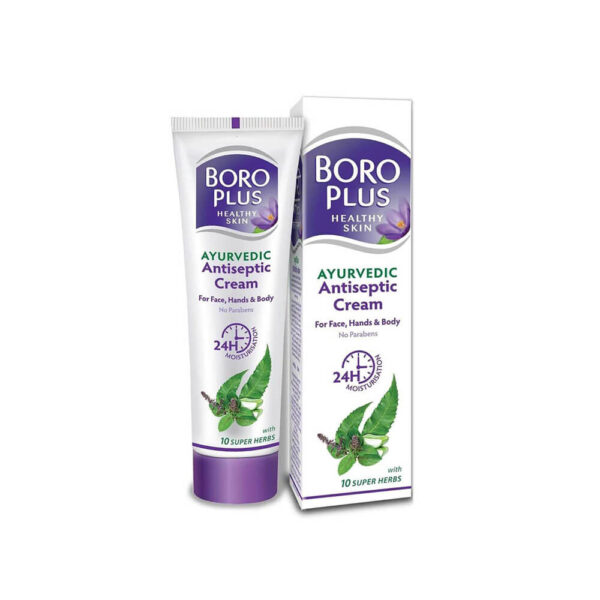 BORO
PLUS
HEALTHY
SKIN
AYURVEDIC
Antiseptic
Cream
For Face, Hands & Body
No Parabens
24H
MOISTURISATION
with
10 SUPER HERBS
BORO
PLUS
HEALTHY
SKIN
AYURVEDIC
Antiseptic
Cream
For Face, Hands & Body
No Parabens
24H
MOISTURISATION
with
10 SUPER HERBS